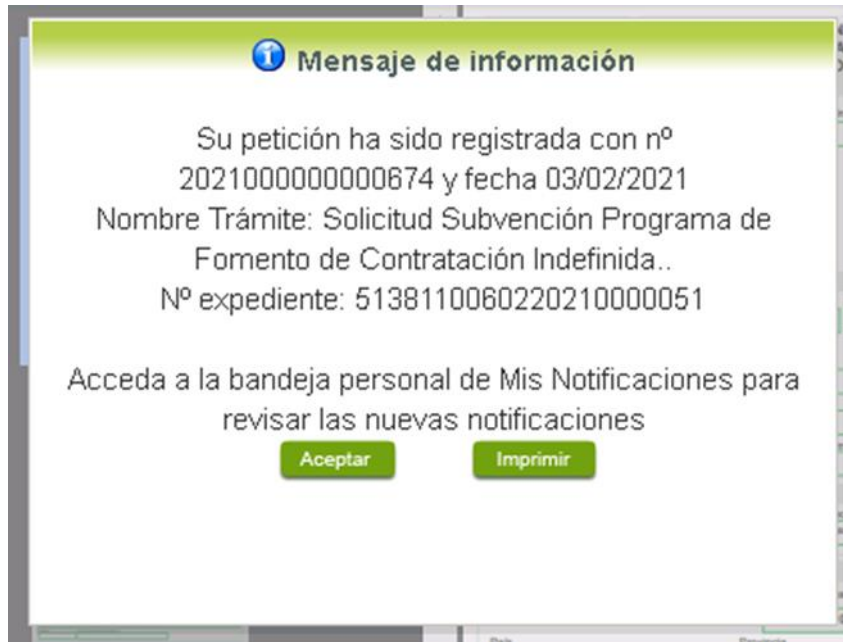 Mensaje de información
Su petición ha sido registrada con nº
2021000000000674 y fecha 03/02/2021
Nombre Trámite: Solicitud Subvención Programa de
Fomento de Contratación Indefinida..
Nº expediente: 5138110060220210000051
Acceda a la bandeja personal de Mis Notificaciones para
revisar las nuevas notificaciones
Aceptar Imprimir